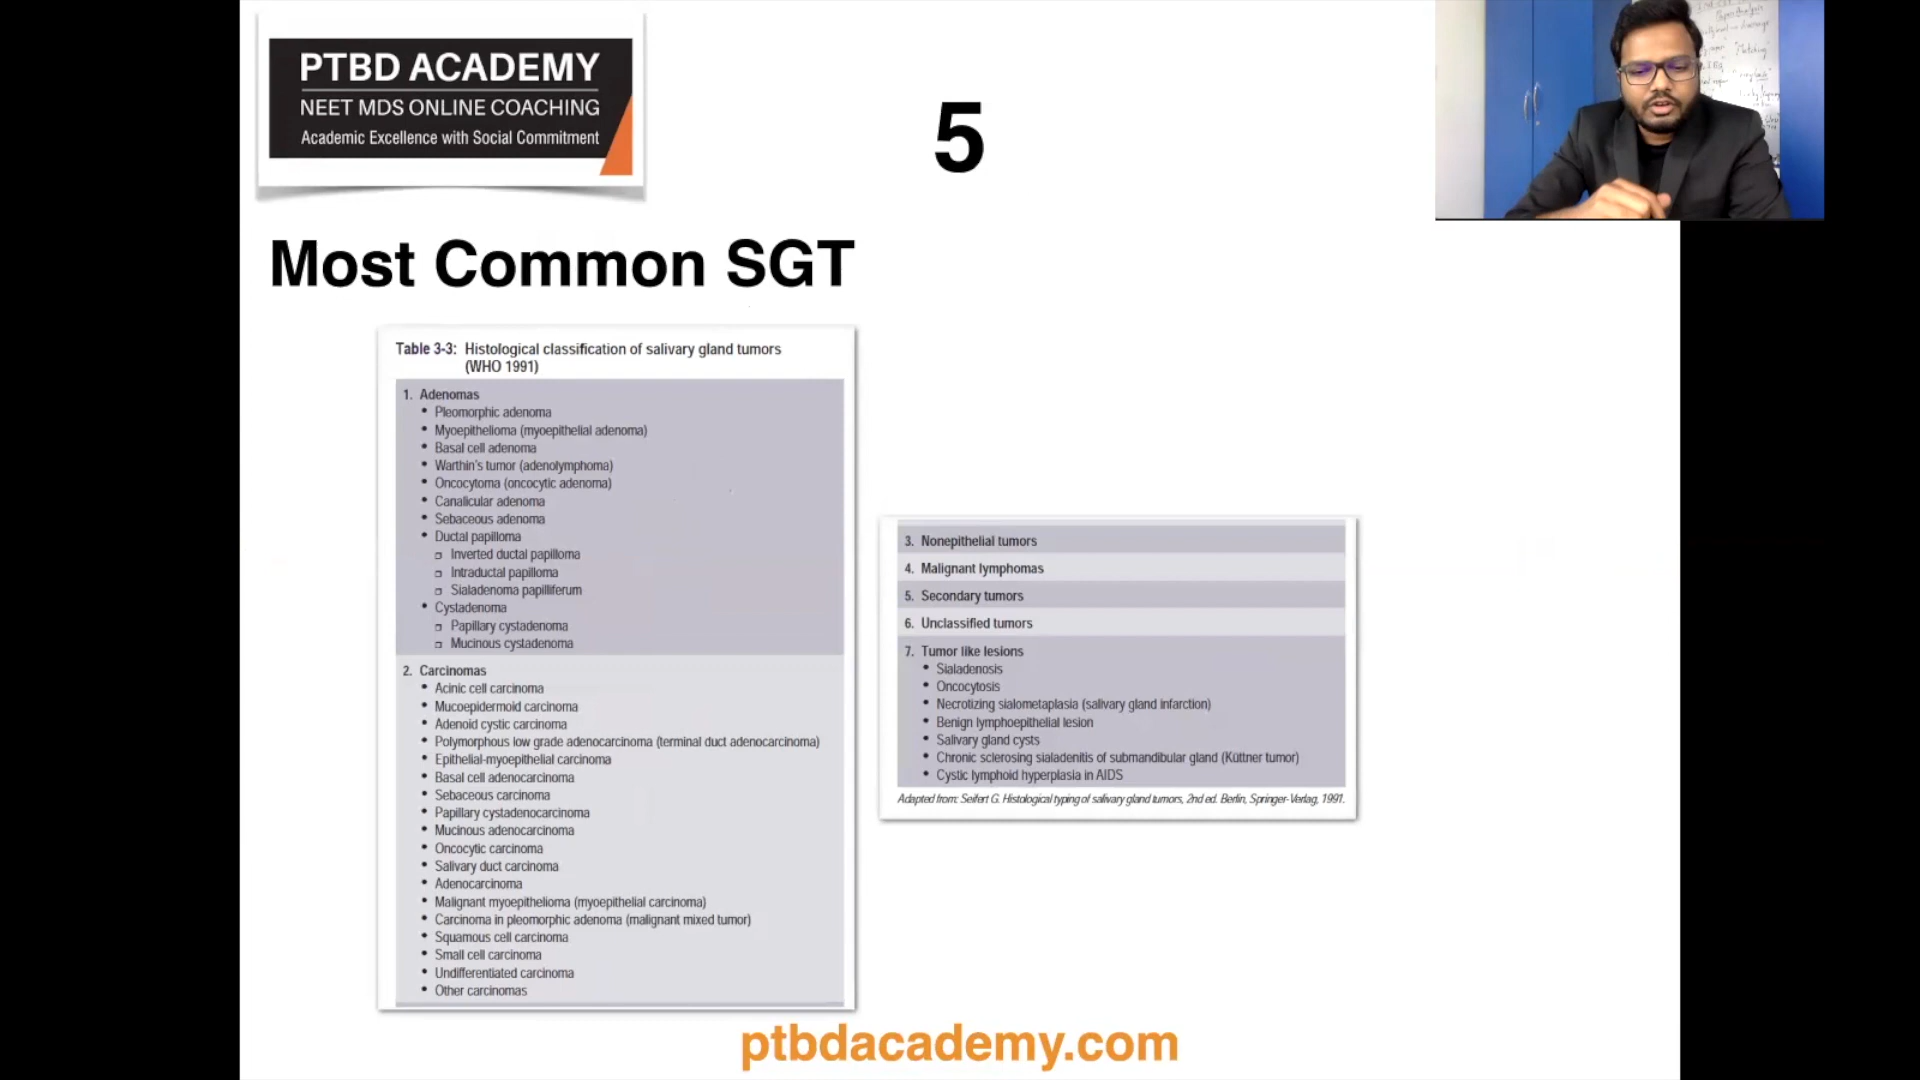 PTBD ACADEMY
NEET MDS ONLINE COACHING
Academic Excellence with Social Commitment
5
Most Common SGT
Table 3-3: Histological classification of salivary gland tumors
(WHO 1991)
1. Adenomas
• Pleomorphic adenoma
• Myoepithelioma (myoepithelial adenoma)
• Basal cell adenoma
• Warthin's tumor (adenolymphoma)
• Oncocytoma (oncocytic adenoma)
• Canalicular adenoma
• Sebaceous adenoma
• Ductal papilloma
❑ Inverted ductal papilloma
❑ Intraductal papilloma
❑ Sialadenoma papilliferum
• Cystadenoma
❑ Papillary cystadenoma
❑ Mucinous cystadenoma
2. Carcinomas
• Acinic cell carcinoma
• Mucoepidermoid carcinoma
• Adenoid cystic carcinoma
• Polymorphous low grade adenocarcinoma (terminal duct adenocarcinoma)
• Epithelial-myoepithelial carcinoma
• Basal cell adenocarcinoma
• Sebaceous carcinoma
• Papillary cystadenocarcinoma
• Mucinous adenocarcinoma
• Oncocytic carcinoma
• Salivary duct carcinoma
• Adenocarcinoma
• Malignant myoepithelioma (myoepithelial carcinoma)
• Carcinoma in pleomorphic adenoma (malignant mixed tumor)
• Squamous cell carcinoma
• Small cell carcinoma
• Undifferentiated carcinoma
• Other carcinomas
3. Nonepithelial tumors
4. Malignant lymphomas
5. Secondary tumors
6. Unclassified tumors
7. Tumor like lesions
• Sialadenosis
• Oncocytosis
• Necrotizing sialometaplasia (salivary gland infarction)
• Benign lymphoepithelial lesion
• Salivary gland cysts
• Chronic sclerosing sialadenitis of submandibular gland (Küttner tumor)
• Cystic lymphoid hyperplasia in AIDS
Adapted from: Seifert G. Histological typing of salivary gland tumors, 2nd ed. Berlin, Springer-Verlag, 1991.
ptbdacademy.com